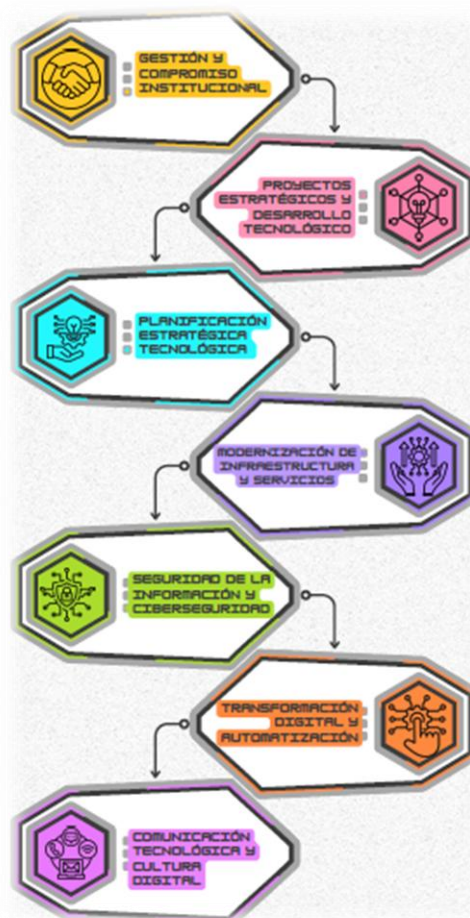 GESTIÓN Y
COMPROMISO
INSTITUCIONAL
PROYECTOS
ESTRATÉGICOS Y
DESARROLLO
TECNOLÓGICO
PLANIFICACIÓN
ESTRATÉGICA
TECNOLÓGICA
MODERNIZACIÓN DE
INFRAESTRUCTURA
Y SERVICIOS
SEGURIDAD DE LA
INFORMACIÓN Y
CIBERSEGURIDAD
TRANSFORMACIÓN
DIGITAL Y
AUTOMATIZACIÓN
COMUNICACIÓN
TECNOLÓGICA Y
CULTURA
DIGITAL